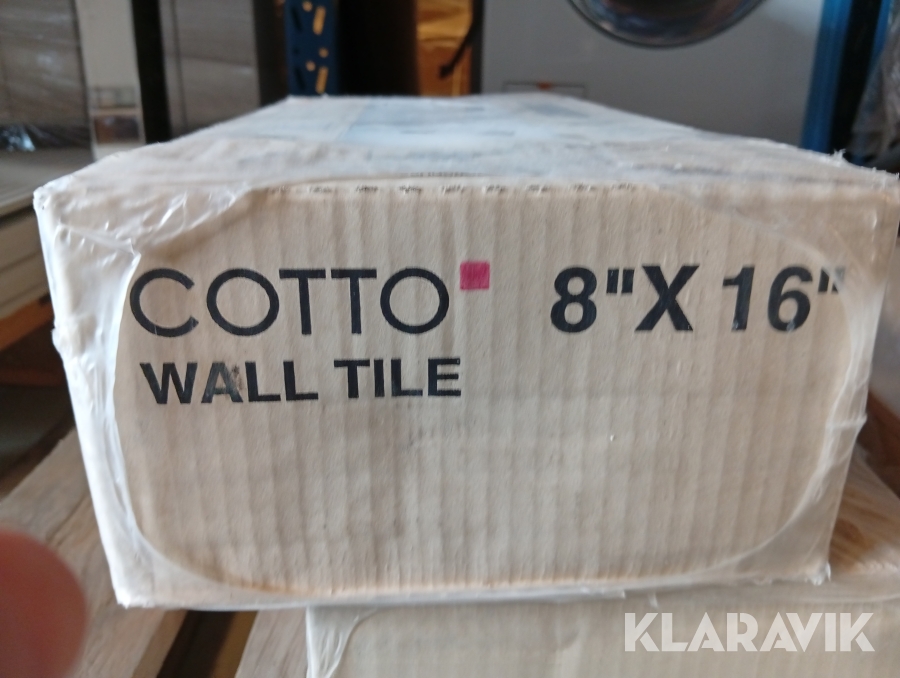 COTTO 8"X 16"
WALL TILE
KLARAVIK